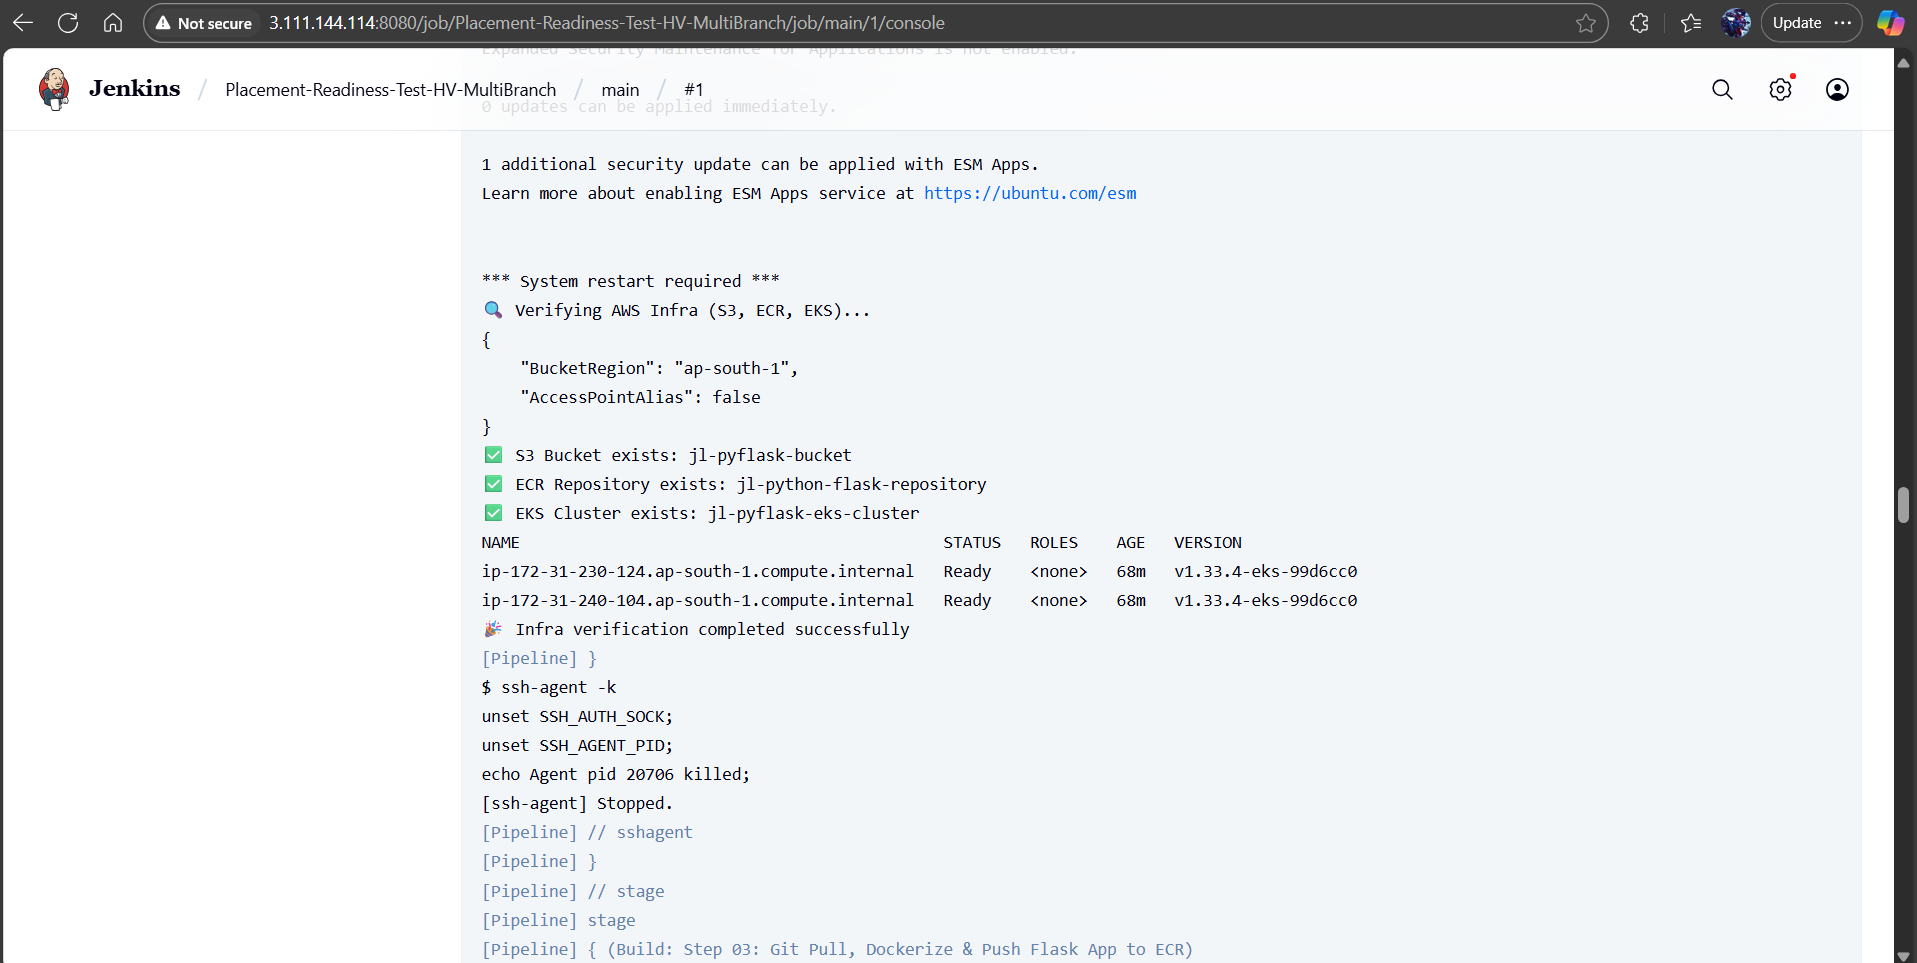 Not secure 3.111.144.114:8080/job/Placement-Readiness-Test-HV-MultiBranch/job/main/1/console
Update
Expanded Security Maintenance for Applications is not enabled.
Jenkins / Placement-Readiness-Test-HV-MultiBranch / main / #1
0 updates can be applied immediately.
1 additional security update can be applied with ESM Apps.
Learn more about enabling ESM Apps service at https://ubuntu.com/esm
*** System restart required ***
🔍 Verifying AWS Infra (S3, ECR, EKS)...
{
"BucketRegion": "ap-south-1",
"AccessPointAlias": false
}
✅ S3 Bucket exists: jl-pyflask-bucket
✅ ECR Repository exists: jl-python-flask-repository
✅ EKS Cluster exists: jl-pyflask-eks-cluster
NAME STATUS ROLES AGE VERSION
ip-172-31-230-124.ap-south-1.compute.internal Ready <none> 68m v1.33.4-eks-99d6cc0
ip-172-31-240-104.ap-south-1.compute.internal Ready <none> 68m v1.33.4-eks-99d6cc0
🎉 Infra verification completed successfully
[Pipeline] }
$ ssh-agent -k
unset SSH_AUTH_SOCK;
unset SSH_AGENT_PID;
echo Agent pid 20706 killed;
[ssh-agent] Stopped.
[Pipeline] // sshagent
[Pipeline] }
[Pipeline] // stage
[Pipeline] stage
[Pipeline] { (Build: Step 03: Git Pull, Dockerize & Push Flask App to ECR)